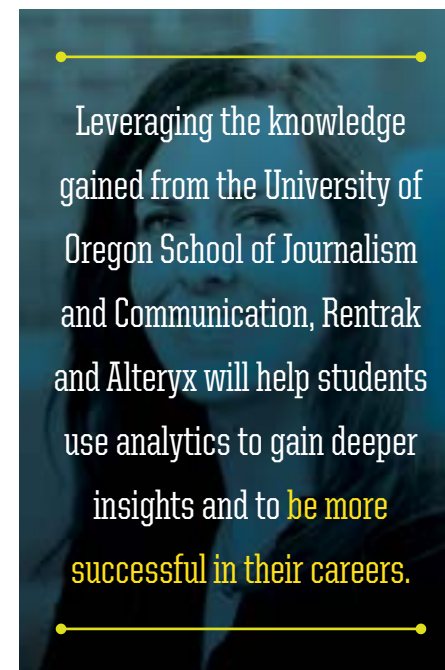 Leveraging the knowledge
gained from the University of
Oregon School of Journalism
and Communication, Rentrak
and Alteryx will help students
use analytics to gain deeper
insights and to be more
successful in their careers.